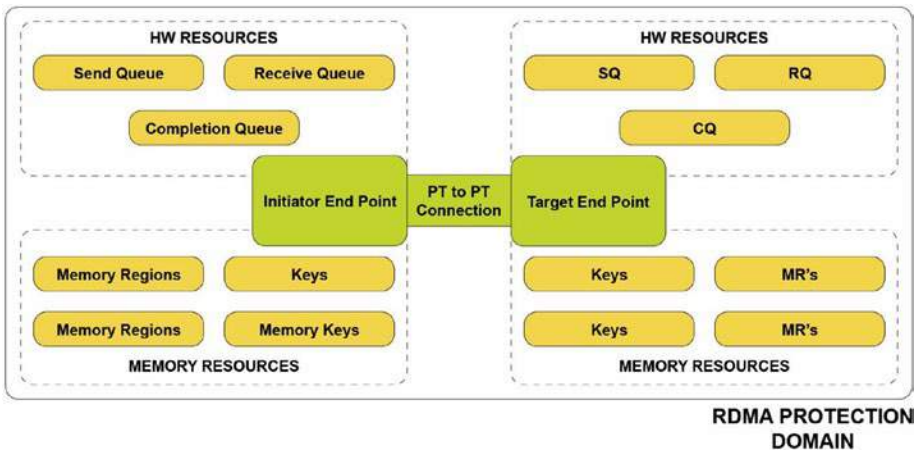 HW RESOURCES
Send Queue
Receive Queue
Completion Queue
HW RESOURCES
SQ
RQ
CQ
Initiator End Point
PT to PT
Connection
Target End Point
Memory Regions
Keys
Memory Regions
Memory Keys
MEMORY RESOURCES
Keys
MR's
Keys
MR's
MEMORY RESOURCES
RDMA PROTECTION
DOMAIN